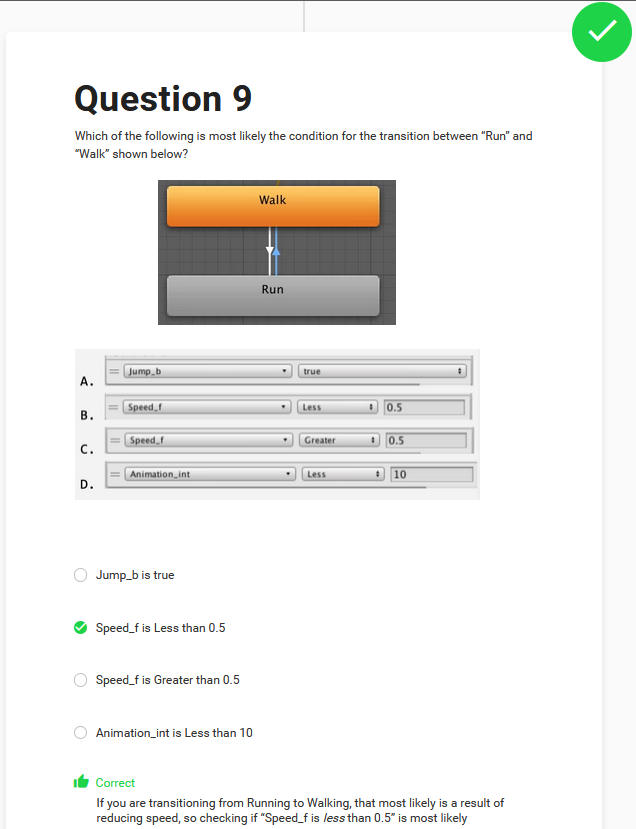 Question 9
Which of the following is most likely the condition for the transition between “Run” and
“Walk” shown below?
Walk
Run
A. = Jump_b true
B. = Speed_f Less 0.5
C. = Speed_f Greater 0.5
D. = Animation_int Less 10
Jump_b is true
Speed_f is Less than 0.5
Speed_f is Greater than 0.5
Animation_int is Less than 10
Correct
If you are transitioning from Running to Walking, that most likely is a result of
reducing speed, so checking if “Speed_f is less than 0.5” is most likely